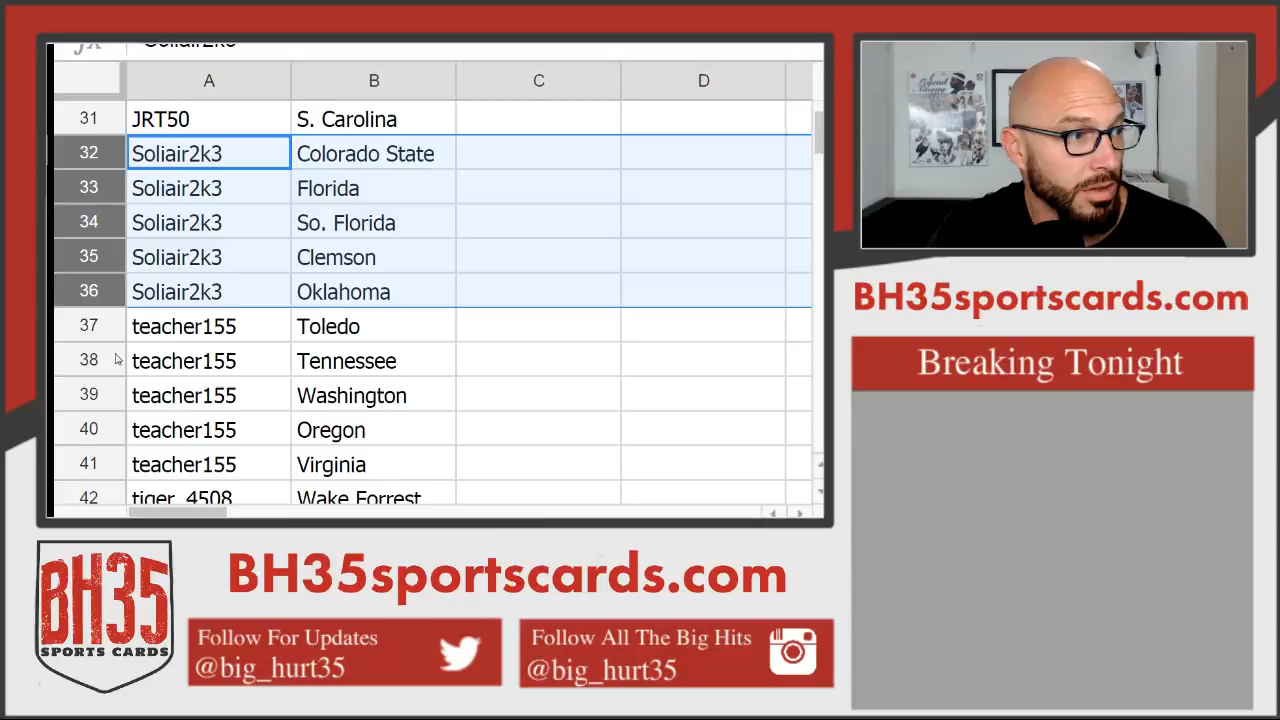 A B C D
31 JRT50 S. Carolina
32 Soliair2k3 Colorado State
33 Soliair2k3 Florida
34 Soliair2k3 So. Florida
35 Soliair2k3 Clemson
36 Soliair2k3 Oklahoma
37 teacher155 Toledo
38 teacher155 Tennessee
39 teacher155 Washington
40 teacher155 Oregon
41 teacher155 Virginia
42 tiger_4508 Wake Forrest
BH35sportscards.com
Breaking Tonight
BH35
SPORTS CARDS
BH35sportscards.com
Follow For Updates
@big_hurt35
Follow All The Big Hits
@big_hurt35